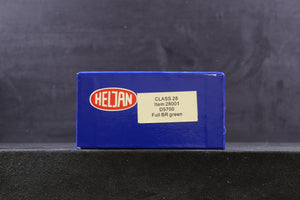 HELJAN
CLASS 28
Item 28001
D5700
Full BR green